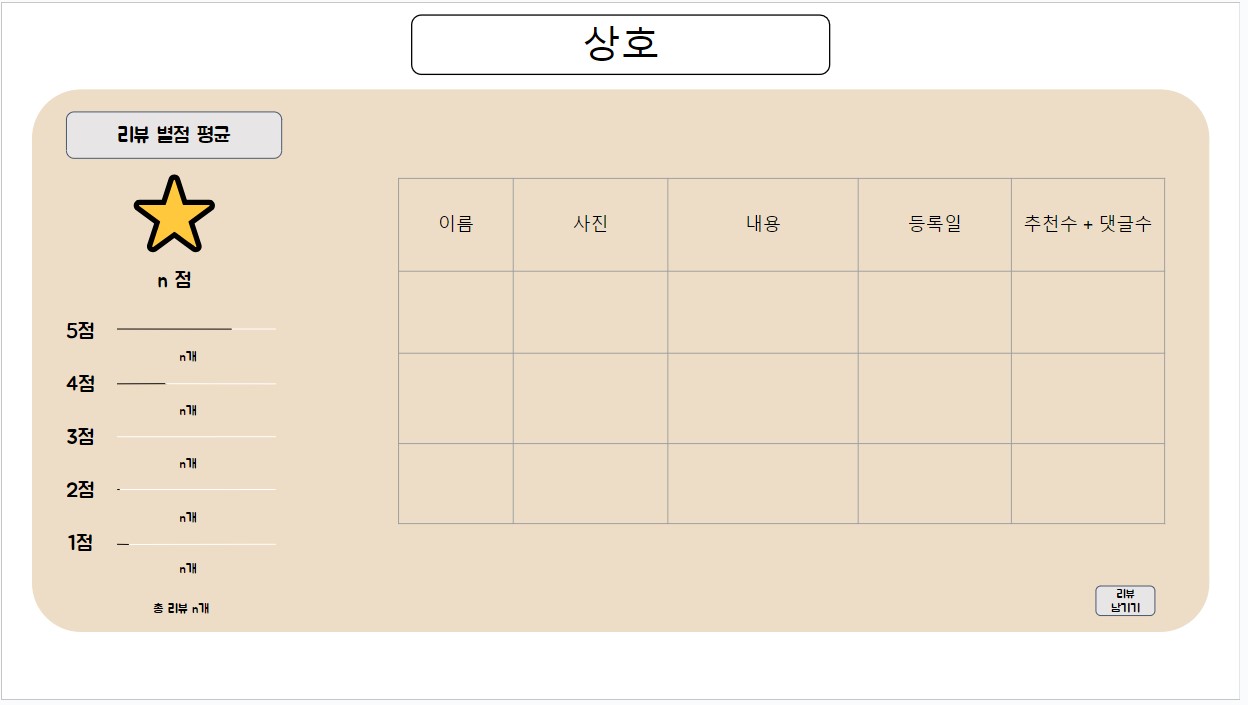 상호
리뷰 별점 평균
n 점
5점
n개
4점
n개
3점
n개
2점
n개
1점
n개
총 리뷰 n개
이름 사진 내용 등록일 추천수 + 댓글수
리뷰
남기기